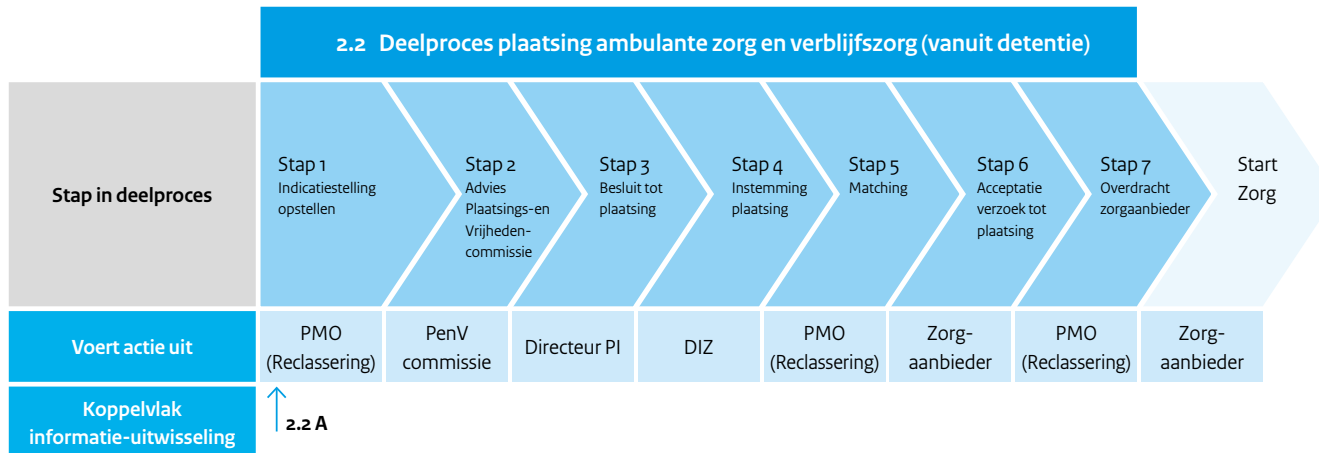 2.2 Deelproces plaatsing ambulante zorg en verblijfszorg (vanuit detentie)
Stap in deelproces
Stap 1
Indicatiestelling
opstellen
Stap 2
Advies
Plaatsings-en
Vrijheden-
commissie
Stap 3
Besluit tot
plaatsing
Stap 4
Instemming
plaatsing
Stap 5
Matching
Stap 6
Acceptatie
verzoek tot
plaatsing
Stap 7
Overdracht
zorgaanbieder
Start
Zorg
Voert actie uit
PMO
(Reclassering)
PenV
commissie
Directeur PI
DIZ
PMO
(Reclassering)
Zorg-
aanbieder
PMO
(Reclassering)
Zorg-
aanbieder
Koppelvlak
informatie-uitwisseling
2.2 A